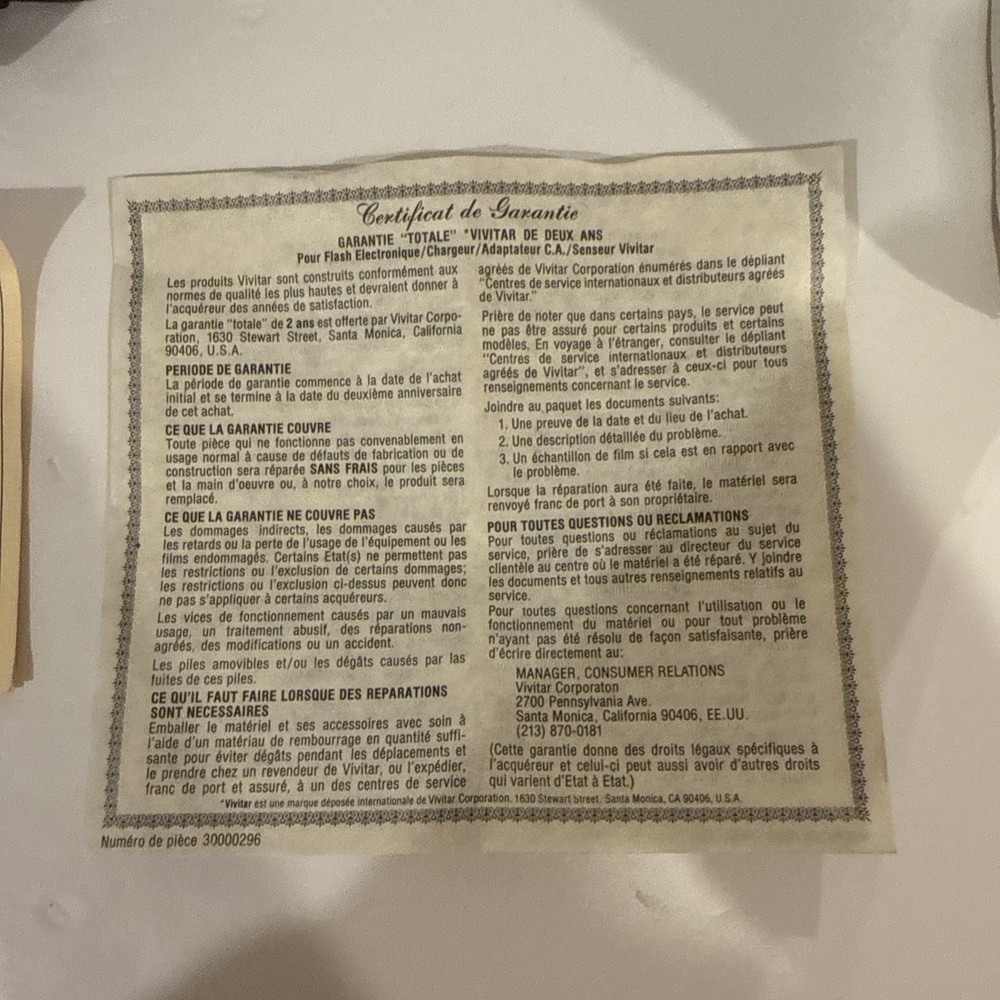 Certificat de Garantie
GARANTIE "TOTALE" *VIVITAR DE DEUX ANS
Pour Flash Electronique/Chargeur/Adaptateur C.A./Senseur Vivitar
Les produits Vivitar sont construits conformément aux
normes de qualité les plus hautes et devraient donner à
l'acquéreur des années de satisfaction.
La garantie "totale" de 2 ans est offerte par Vivitar Corpo-
ration, 1630 Stewart Street, Santa Monica, California
90406, U.S.A.
PERIODE DE GARANTIE
La période de garantie commence à la date de l'achat
initial et se termine à la date du deuxième anniversaire
de cet achat.
CE QUE LA GARANTIE COUVRE
Toute pièce qui ne fonctionne pas convenablement en
usage normal à cause de défauts de fabrication ou de
construction sera réparée SANS FRAIS pour les pièces
et la main d'oeuvre ou, à notre choix, le produit sera
remplacé.
CE QUE LA GARANTIE NE COUVRE PAS
Les dommages indirects, les dommages causés par
les retards ou la perte de l'usage de l'équipement ou les
films endommagés. Certains Etat(s) ne permettent pas
les restrictions ou l'exclusion de certains dommages;
les restrictions ou l'exclusion ci-dessus peuvent donc
ne pas s'appliquer à certains acquéreurs.
Les vices de fonctionnement causés par un mauvais
usage, un traitement abusif, des réparations non-
agréés, des modifications ou un accident.
Les piles amovibles et/ou les dégâts causés par las
fuites de ces piles.
CE QU'IL FAUT FAIRE LORSQUE DES REPARATIONS
SONT NECESSAIRES
Emballer le matériel et ses accessoires avec soin à
l'aide d'un matériau de rembourrage en quantité suffi-
sante pour éviter dégâts pendant les déplacements et
le prendre chez un revendeur de Vivitar, ou l'expédier,
franc de port et assuré, à un des centres de service
agréés de Vivitar Corporation énumérés dans le dépliant
"Centres de service internationaux et distributeurs agréés
de Vivitar."
Prière de noter que dans certains pays, le service peut
ne pas être assuré pour certains produits et certains
modèles. En voyage à l'étranger, consulter le dépliant
"Centres de service internationaux et distributeurs
agréés de Vivitar", et s'adresser à ceux-ci pour tous
renseignements concernant le service.
Joindre au paquet les documents suivants:
1. Une preuve de la date et du lieu de l'achat.
2. Une description détaillée du problème.
3. Un échantillon de film si cela est en rapport avec
le problème.
Lorsque la réparation aura été faite, le matériel sera
renvoyé franc de port à son opropriétaire.
POUR TOUTES QUESTIONS OU RECLAMATIONS
Pour toutes questions ou réclamations au sujet du
service, prière de s'adresser au directeur du service
clientèle au centre où le matériel a été réparé. Y joindre
les documents et tous autres renseignements relatifs au
service.
Pour toutes questions concernant l'utilisation ou le
fonctionnement du matériel ou pour tout problème
n'ayant pas été résolu de façon satisfaisante, prière
d'écrire directement au:
MANAGER, CONSUMER RELATIONS
Vivitar Corporaton
2700 Pennsylvania Ave.
Santa Monica, California 90406, EE.UU.
(213) 870-0181
(Cette garantie donne des droits légaux spécifiques à
l'acquéreur et celui-ci peut aussi avoir d'autres droits
qui varient d'Etat à Etat.)
*Vivitar est une marque déposée internationale de Vivitar Corporation. 1630 Stewart Street, Santa Monica, CA 90406, U.S.A.
Numéro de pièce 30000296